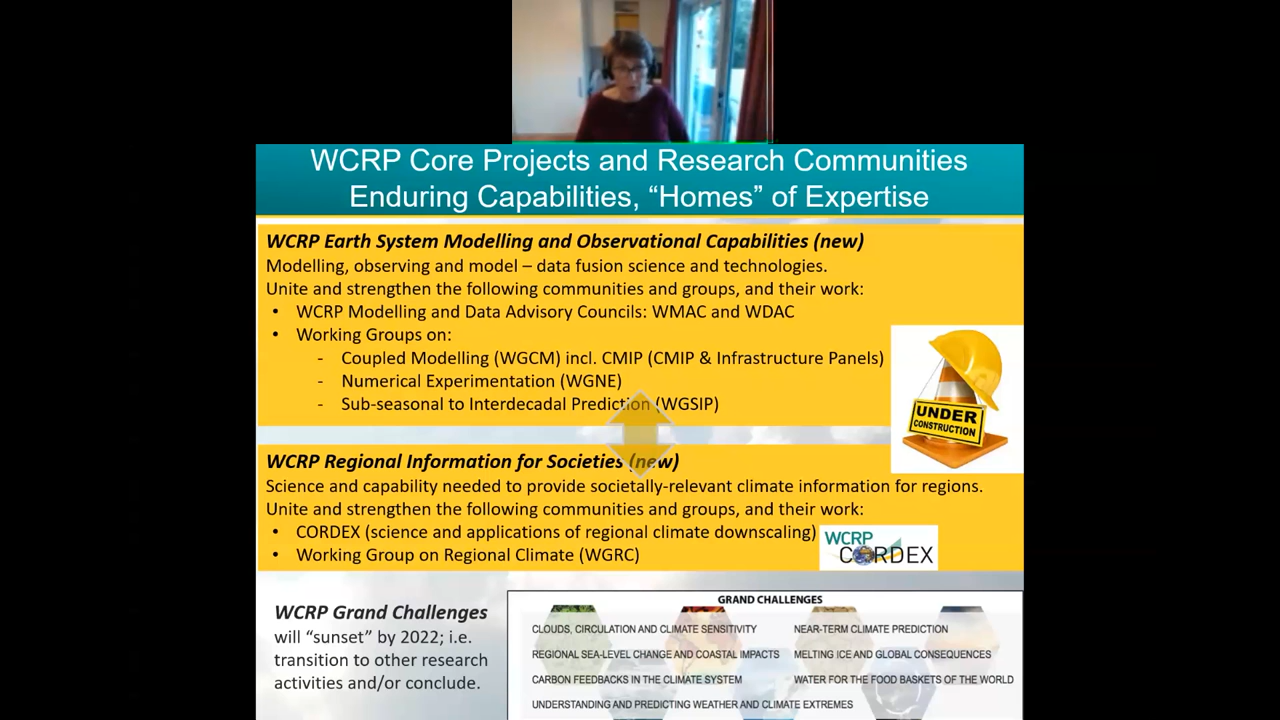 WCRP Core Projects and Research Communities
Enduring Capabilities, “Homes” of Expertise
WCRP Earth System Modelling and Observational Capabilities (new)
Modelling, observing and model – data fusion science and technologies.
Unite and strengthen the following communities and groups, and their work:
• WCRP Modelling and Data Advisory Councils: WMAC and WDAC
• Working Groups on:
- Coupled Modelling (WGCM) incl. CMIP (CMIP & Infrastructure Panels)
- Numerical Experimentation (WGNE)
- Sub-seasonal to Interdecadal Prediction (WGSIP)
UNDER
CONSTRUCTION
WCRP Regional Information for Societies (new)
Science and capability needed to provide societally-relevant climate information for regions.
Unite and strengthen the following communities and groups, and their work:
• CORDEX (science and applications of regional climate downscaling)
• Working Group on Regional Climate (WGRC)
WCRP
CORDEX
WCRP Grand Challenges
will “sunset” by 2022; i.e.
transition to other research
activities and/or conclude.
GRAND CHALLENGES
CLOUDS, CIRCULATION AND CLIMATE SENSITIVITY
NEAR-TERM CLIMATE PREDICTION
REGIONAL SEA-LEVEL CHANGE AND COASTAL IMPACTS
MELTING ICE AND GLOBAL CONSEQUENCES
CARBON FEEDBACKS IN THE CLIMATE SYSTEM
WATER FOR THE FOOD BASKETS OF THE WORLD
UNDERSTANDING AND PREDICTING WEATHER AND CLIMATE EXTREMES